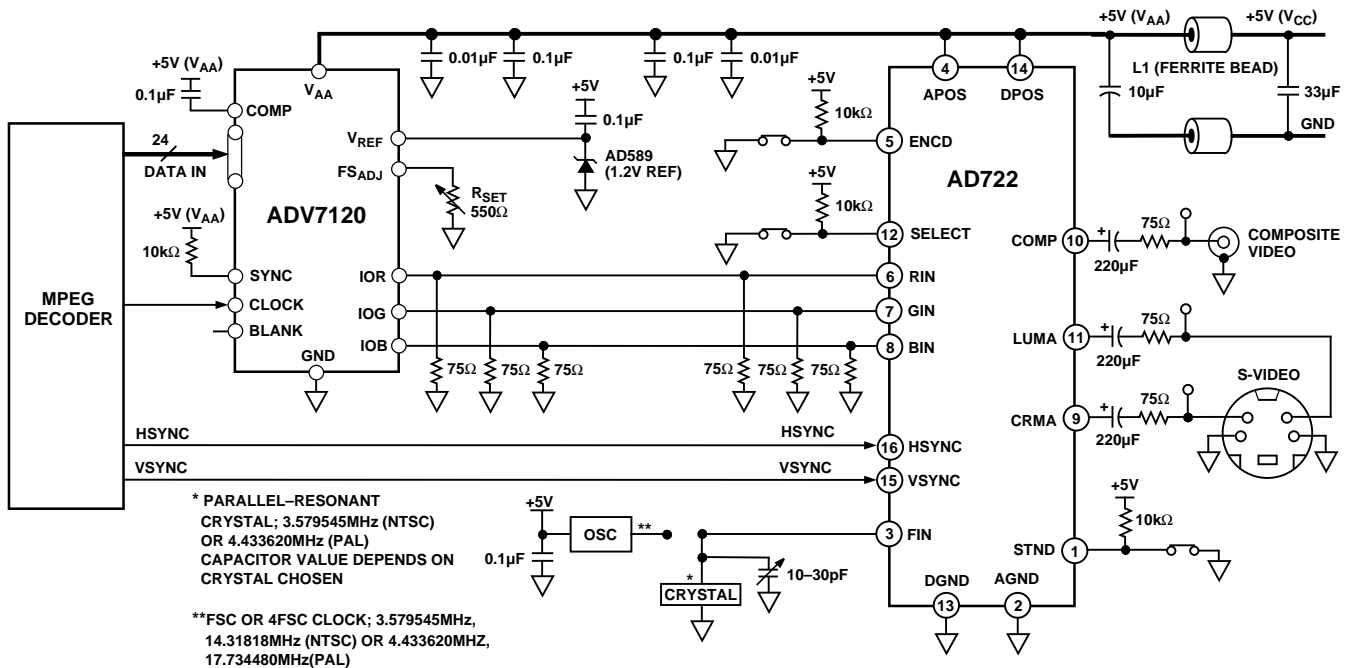 +5V (VAA)
+5V (VCC)
0.01µF
0.1µF
0.1µF
0.01µF
L1 (FERRITE BEAD)
10µF
33µF
GND
+5V (VAA)
0.1µF
COMP
VAA
VREF
FSADJ
+5V
0.1µF
AD589
(1.2V REF)
RSET
550Ω
24
DATA IN
ADV7120
+5V (VAA)
10kΩ
SYNC
CLOCK
BLANK
GND
IOR
IOG
IOB
MPEG
DECODER
75Ω
75Ω
75Ω
75Ω
75Ω
75Ω
4
APOS
14
DPOS
+5V
10kΩ
5
ENCD
AD722
+5V
10kΩ
12
SELECT
6
RIN
7
GIN
8
BIN
COMP
10
+
220µF
75Ω
COMPOSITE
VIDEO
LUMA
11
+
220µF
75Ω
S-VIDEO
CRMA
9
+
220µF
75Ω
HSYNC
HSYNC
16
HSYNC
VSYNC
VSYNC
15
VSYNC
+5V
10kΩ
STND
1
3
FIN
DGND
13
AGND
2
+5V
0.1µF
OSC
**
*
CRYSTAL
10–30pF
* PARALLEL–RESONANT
CRYSTAL; 3.579545MHz (NTSC)
OR 4.433620MHz (PAL)
CAPACITOR VALUE DEPENDS ON
CRYSTAL CHOSEN
**FSC OR 4FSC CLOCK; 3.579545MHz,
14.31818MHz (NTSC) OR 4.433620MHZ,
17.734480MHz(PAL)